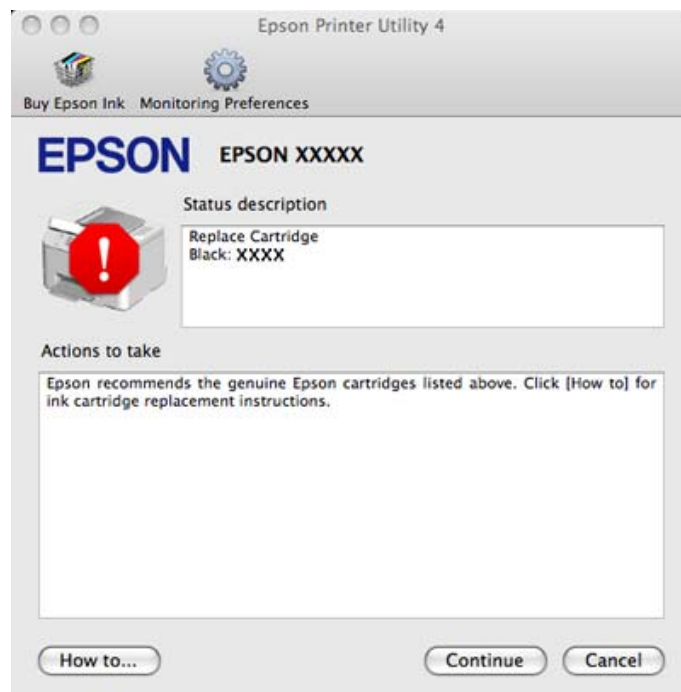 Epson Printer Utility 4
Buy Epson Ink Monitoring Preferences
EPSON EPSON XXXXX
Status description
Replace Cartridge
Black: XXXX
Actions to take
Epson recommends the genuine Epson cartridges listed above. Click [How to] for
ink cartridge replacement instructions.
How to... Continue Cancel